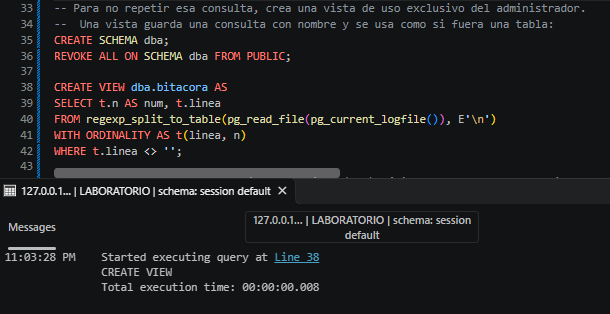 33 -- Para no repetir esa consulta, crea una vista de uso exclusivo del administrador.
34 --  Una vista guarda una consulta con nombre y se usa como si fuera una tabla:
35 CREATE SCHEMA dba;
36 REVOKE ALL ON SCHEMA dba FROM PUBLIC;
37
38 CREATE VIEW dba.bitacora AS
39 SELECT t.n AS num, t.linea
40 FROM regexp_split_to_table(pg_read_file(pg_current_logfile()), E'\n')
41 WITH ORDINALITY AS t(linea, n)
42 WHERE t.linea <> '';
43
127.0.0.1... | LABORATORIO | schema: session default
127.0.0.1... | LABORATORIO | schema: session
default
Messages
11:03:28 PM Started executing query at Line 38
CREATE VIEW
Total execution time: 00:00:00.008